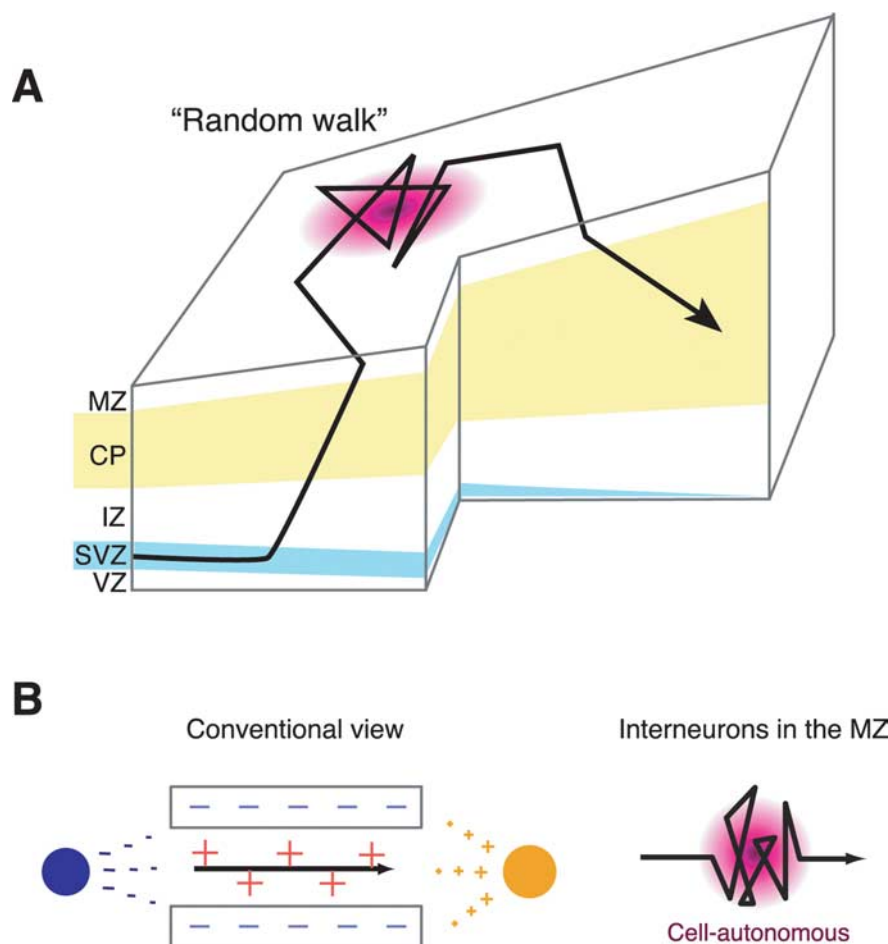 A
“Random walk”
MZ
CP
IZ
SVZ
VZ
B
Conventional view
Interneurons in the MZ
Cell-autonomous